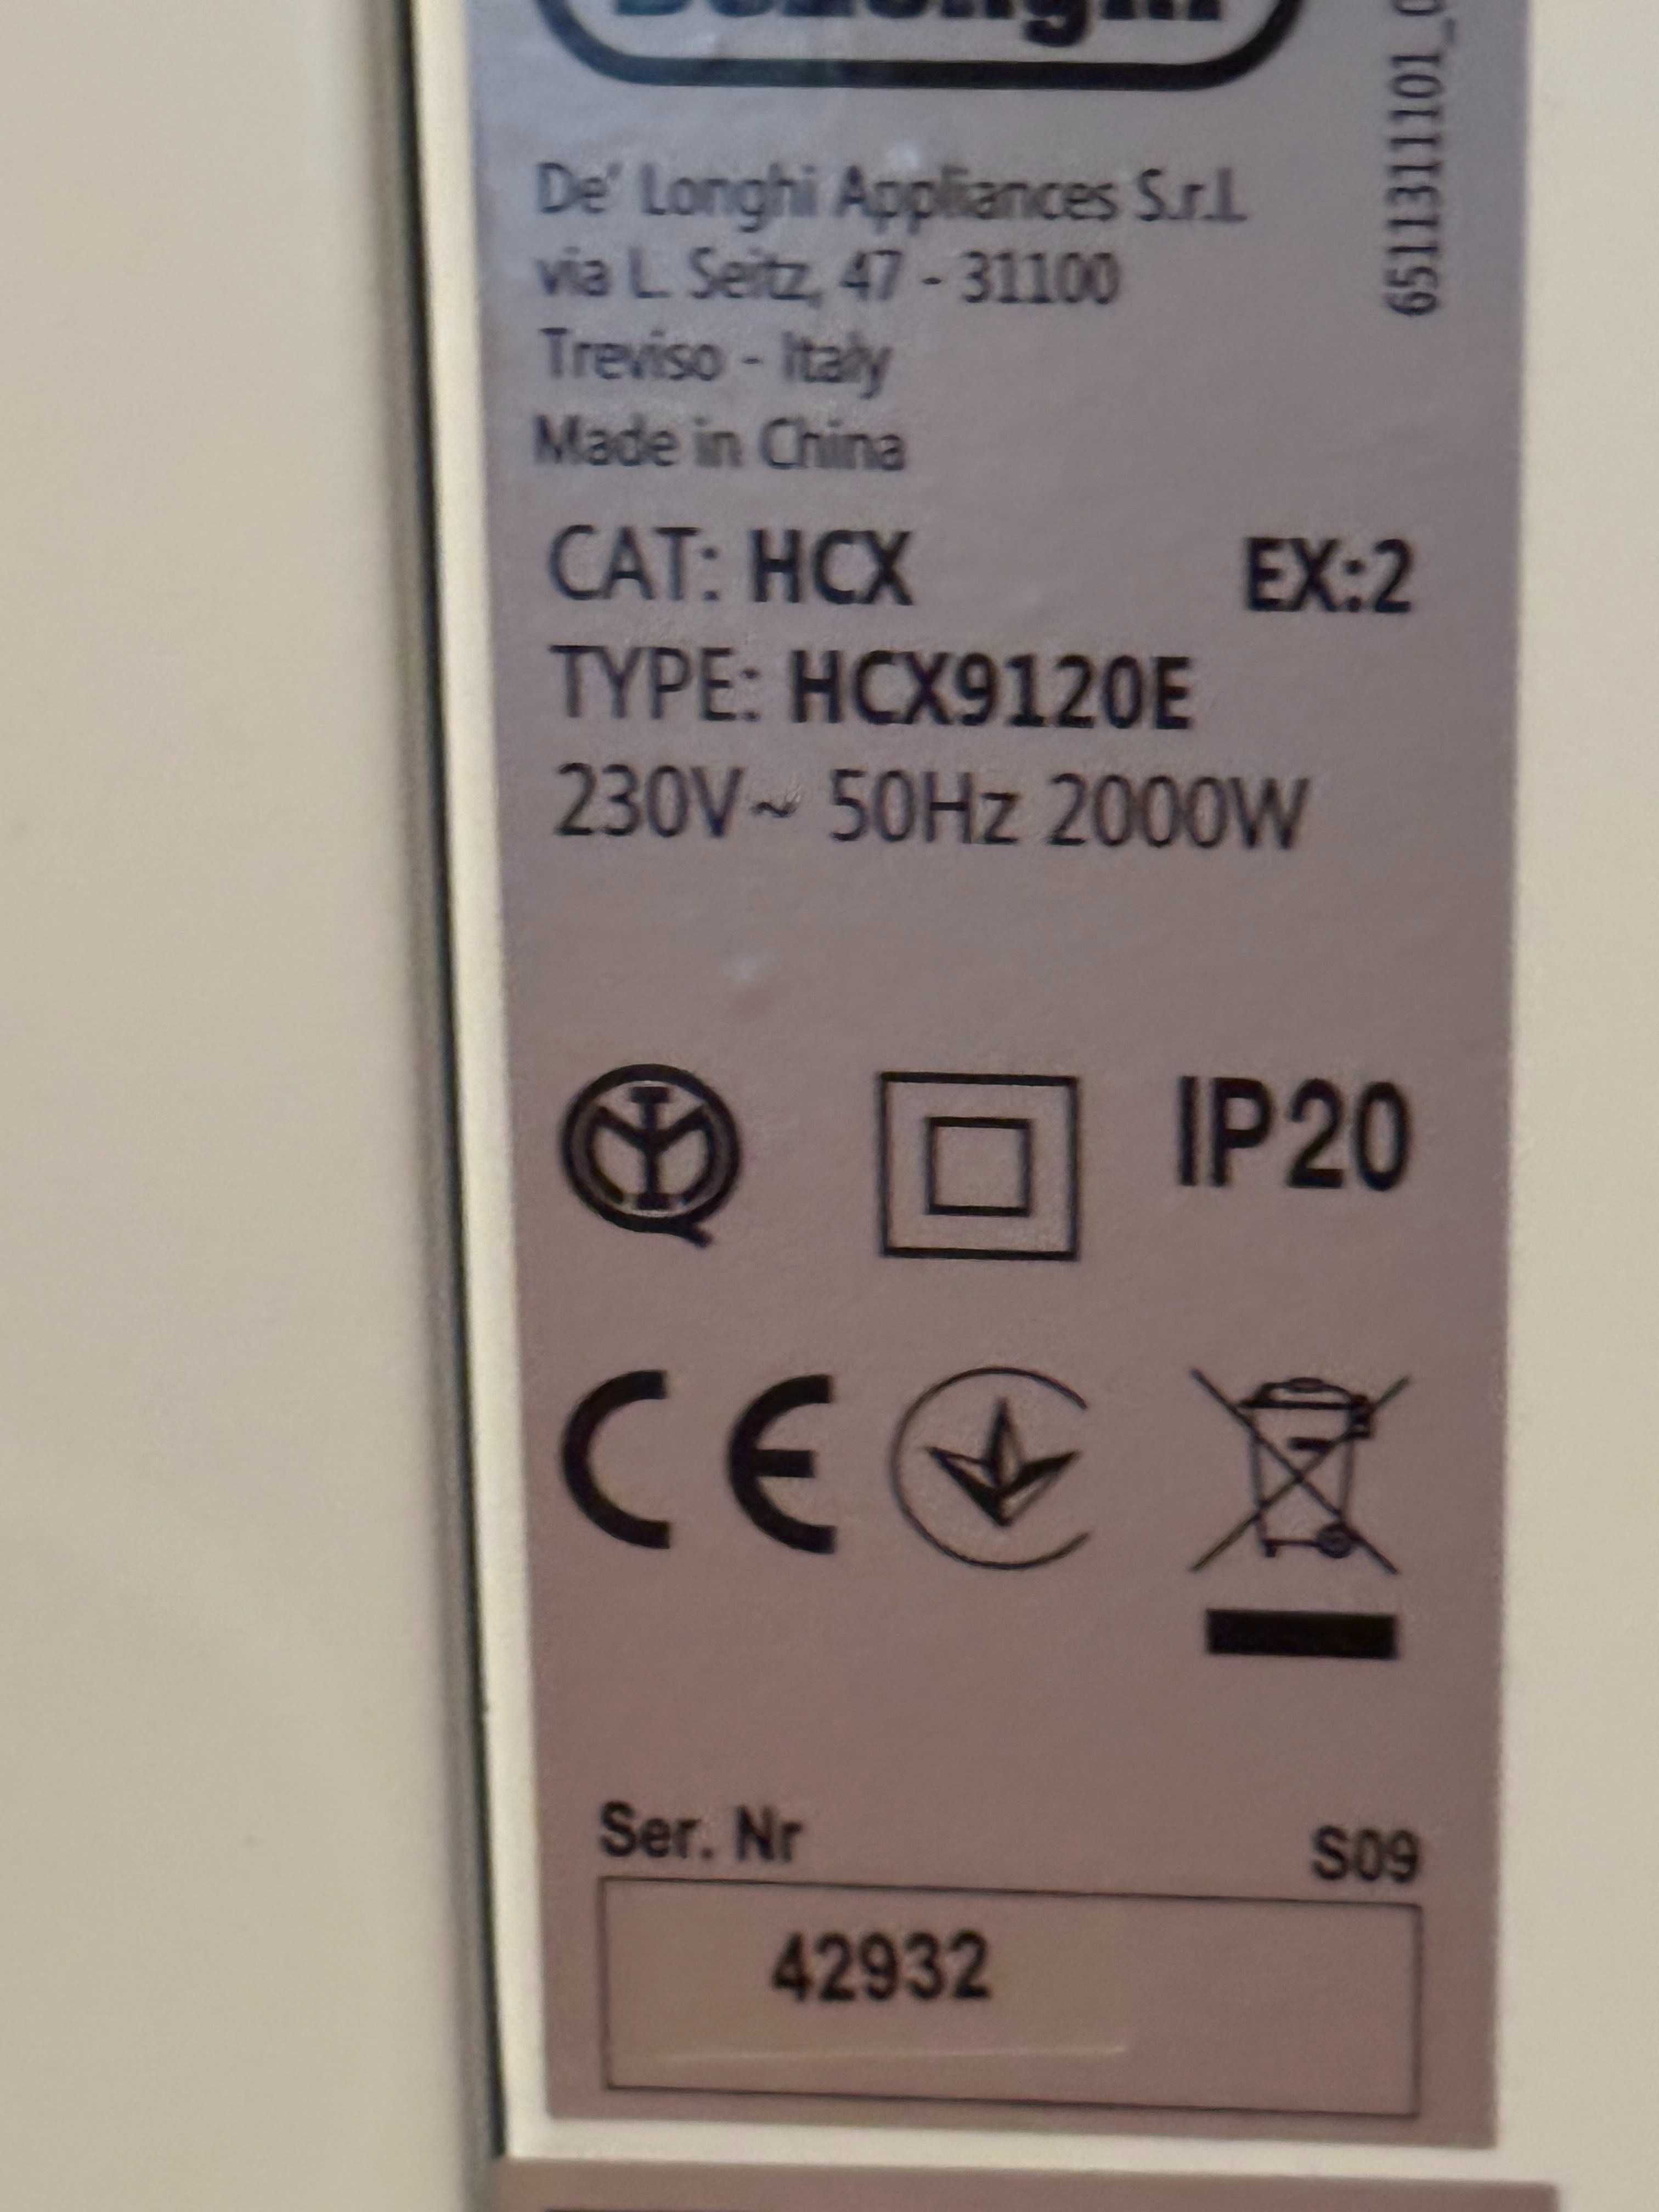 De' Longhi Appliances S.r.l.
via L. Seitz, 47 - 31100
Treviso - Italy
Made in China
CAT: HCX EX:2
TYPE: HCX9120E
230V~ 50Hz 2000W
IP20
CE
Ser. Nr S09
42932